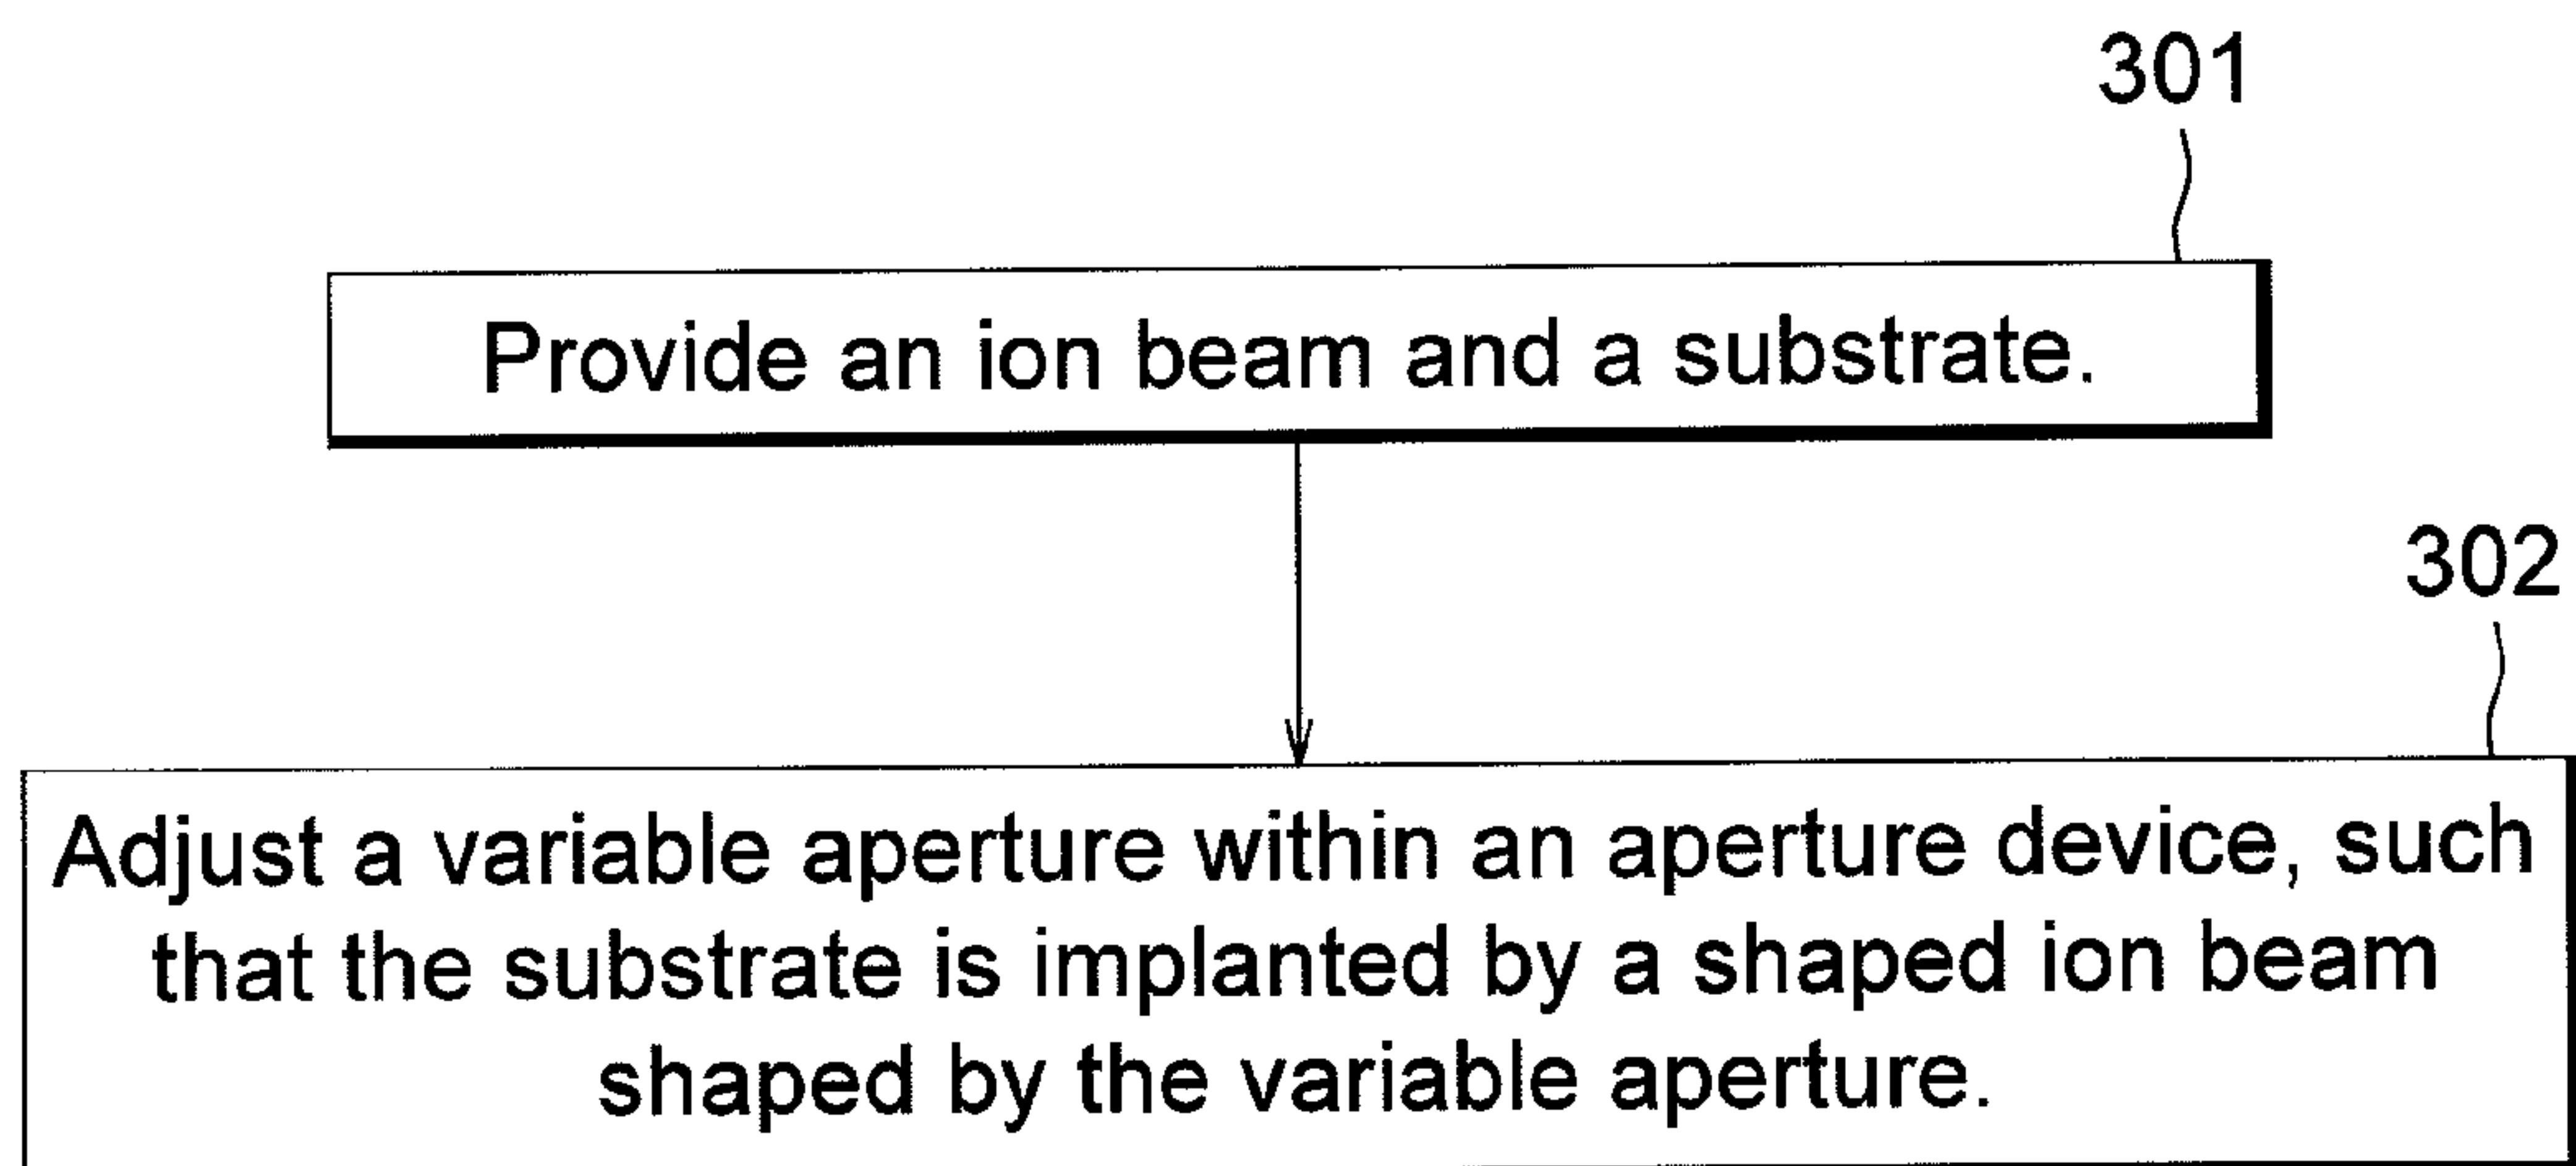 301
Provide an ion beam and a substrate.
302
Adjust a variable aperture within an aperture device, such
that the substrate is implanted by a shaped ion beam
shaped by the variable aperture.